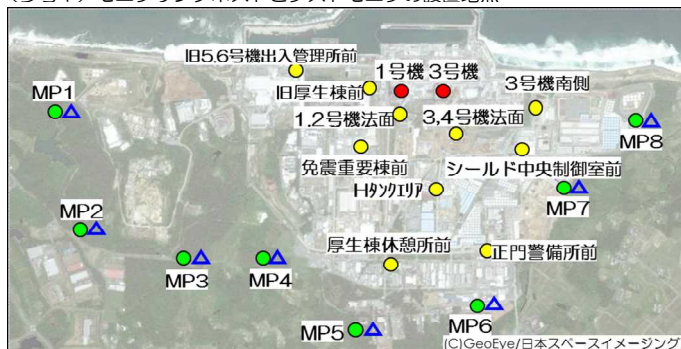 旧5.6号機出入管理所前
1号機 3号機
MP1
旧厚生棟前
3号機南側
1.2号機法面
3,4号機法面
MP8
免震重要棟前
シールド中央制御室前
Hタンクエリア
MP7
MP2
厚生棟休憩所前
正門警備所前
MP3
MP4
MP6
MP5
(C)GeoEye/日本スペースイメージング